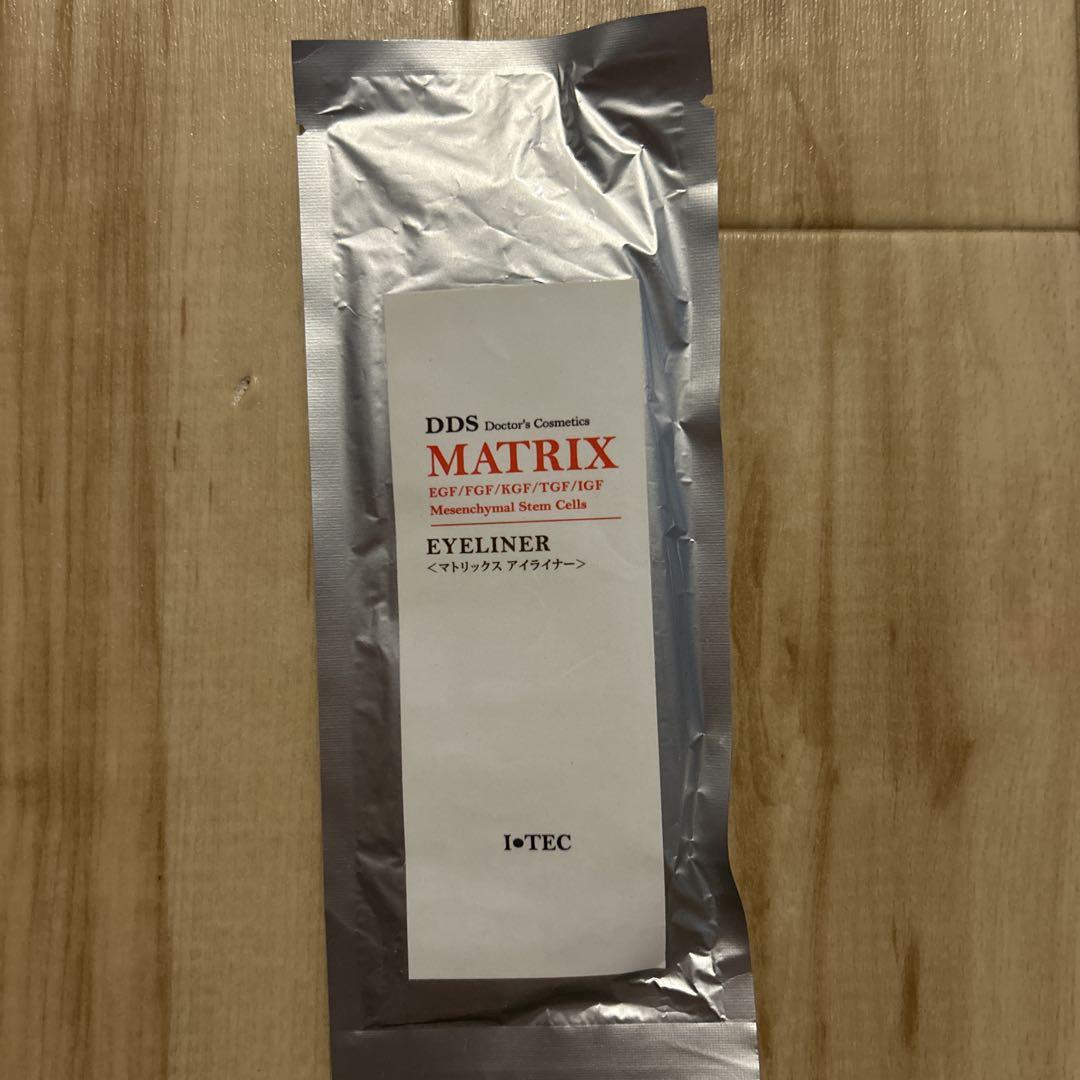 DDS Doctor's Cosmetics
MATRIX
EGF/FGF/KGF/TGF/IGF
Mesenchymal Stem Cells
EYELINER
<マトリックス アイライナー>
I•TEC